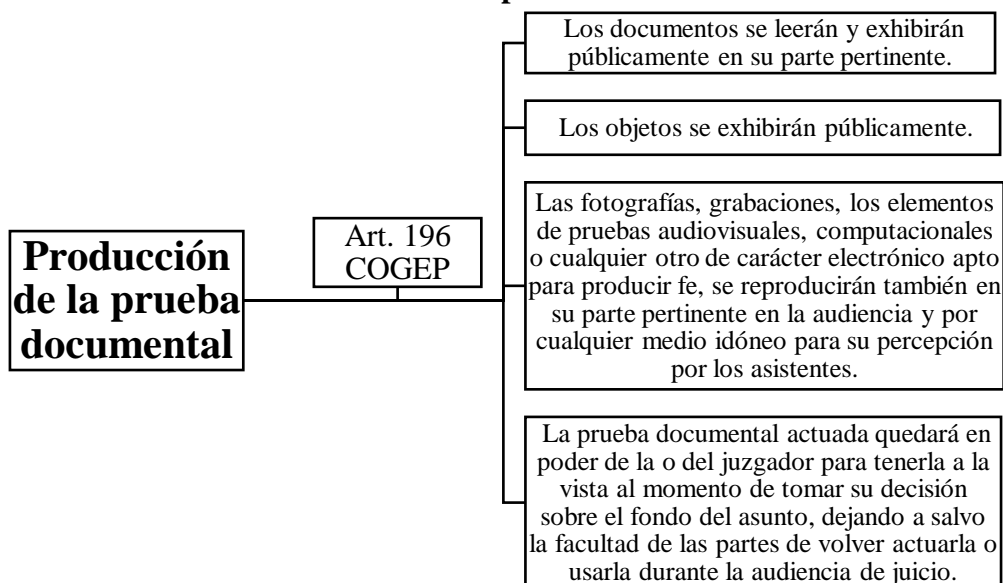 Producción
de la prueba
documental
Art. 196
COGEP
Los documentos se leerán y exhibirán
públicamente en su parte pertinente.
Los objetos se exhibirán públicamente.
Las fotografías, grabaciones, los elementos
de pruebas audiovisuales, computacionales
o cualquier otro de carácter electrónico apto
para producir fe, se reproducirán también en
su parte pertinente en la audiencia y por
cualquier medio idóneo para su percepción
por los asistentes.
La prueba documental actuada quedará en
poder de la o del juzgador para tenerla a la
vista al momento de tomar su decisión
sobre el fondo del asunto, dejando a salvo
la facultad de las partes de volver actuarla o
usarla durante la audiencia de juicio.